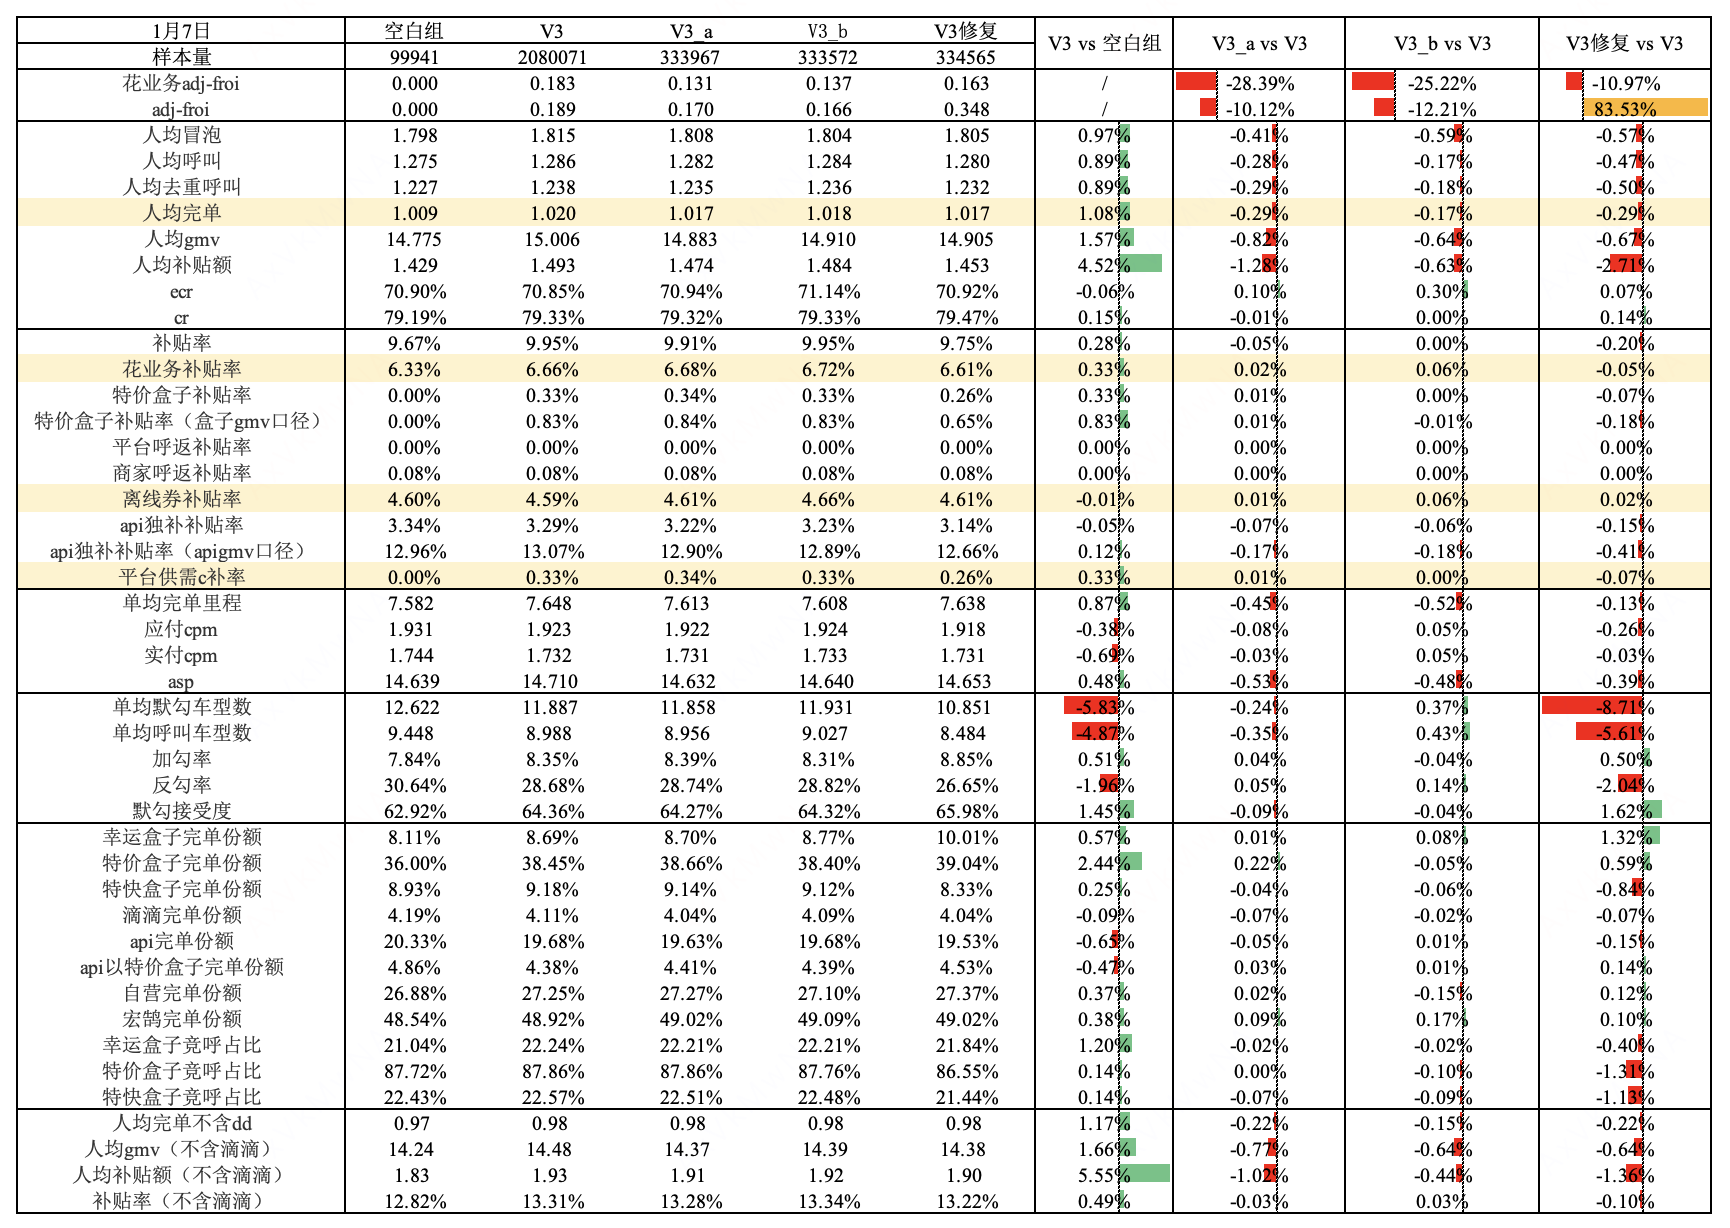 1月7日 空白组 V3 V3_a V3_b V3修复 V3 vs 空白组 V3_a vs V3 V3_b vs V3 V3修复 vs V3
样本量 99941 2080071 333967 333572 334565
花业务adj-froi 0.000 0.183 0.131 0.137 0.163 / -28.39% -25.22% -10.97%
adj-froi 0.000 0.189 0.170 0.166 0.348 / -10.12% -12.21% 83.53%
人均冒泡 1.798 1.815 1.808 1.804 1.805 0.97% -0.41% -0.59% -0.57%
人均呼叫 1.275 1.286 1.282 1.284 1.280 0.89% -0.28% -0.17% -0.47%
人均去重呼叫 1.227 1.238 1.235 1.236 1.232 0.89% -0.29% -0.18% -0.50%
人均完单 1.009 1.020 1.017 1.018 1.017 1.08% -0.29% -0.17% -0.29%
人均gmv 14.775 15.006 14.883 14.910 14.905 1.57% -0.82% -0.64% -0.67%
人均补贴额 1.429 1.493 1.474 1.484 1.453 4.52% -1.28% -0.63% -2.71%
ecr 70.90% 70.85% 70.94% 71.14% 70.92% -0.06% 0.10% 0.30% 0.07%
cr 79.19% 79.33% 79.32% 79.33% 79.47% 0.15% -0.01% 0.00% 0.14%
补贴率 9.67% 9.95% 9.91% 9.95% 9.75% 0.28% -0.05% 0.00% -0.20%
花业务补贴率 6.33% 6.66% 6.68% 6.72% 6.61% 0.33% 0.02% 0.06% -0.05%
特价盒子补贴率 0.00% 0.33% 0.34% 0.33% 0.26% 0.33% 0.01% 0.00% -0.07%
特价盒子补贴率（盒子gmv口径） 0.00% 0.83% 0.84% 0.83% 0.65% 0.83% 0.01% -0.01% -0.18%
平台呼返补贴率 0.00% 0.00% 0.00% 0.00% 0.00% 0.00% 0.00% 0.00% 0.00%
商家呼返补贴率 0.08% 0.08% 0.08% 0.08% 0.08% 0.00% 0.00% 0.00% 0.00%
离线券补贴率 4.60% 4.59% 4.61% 4.66% 4.61% -0.01% 0.01% 0.06% 0.02%
api独补补贴率 3.34% 3.29% 3.22% 3.23% 3.14% -0.05% -0.07% -0.06% -0.15%
api独补补贴率（apigmv口径） 12.96% 13.07% 12.90% 12.89% 12.66% 0.12% -0.17% -0.18% -0.41%
平台供需c补率 0.00% 0.33% 0.34% 0.33% 0.26% 0.33% 0.01% 0.00% -0.07%
单均完单里程 7.582 7.648 7.613 7.608 7.638 0.87% -0.45% -0.52% -0.13%
应付cpm 1.931 1.923 1.922 1.924 1.918 -0.38% -0.08% 0.05% -0.26%
实付cpm 1.744 1.732 1.731 1.733 1.731 -0.69% -0.03% 0.05% -0.03%
asp 14.639 14.710 14.632 14.640 14.653 0.48% -0.53% -0.48% -0.39%
单均默勾车型数 12.622 11.887 11.858 11.931 10.851 -5.83% -0.24% 0.37% -8.71%
单均呼叫车型数 9.448 8.988 8.956 9.027 8.484 -4.87% -0.35% 0.43% -5.61%
加勾率 7.84% 8.35% 8.39% 8.31% 8.85% 0.51% 0.04% -0.04% 0.50%
反勾率 30.64% 28.68% 28.74% 28.82% 26.65% -1.96% 0.05% 0.14% -2.04%
默勾接受度 62.92% 64.36% 64.27% 64.32% 65.98% 1.45% -0.09% -0.04% 1.62%
幸运盒子完单份额 8.11% 8.69% 8.70% 8.77% 10.01% 0.57% 0.01% 0.08% 1.32%
特价盒子完单份额 36.00% 38.45% 38.66% 38.40% 39.04% 2.44% 0.22% -0.05% 0.59%
特快盒子完单份额 8.93% 9.18% 9.14% 9.12% 8.33% 0.25% -0.04% -0.06% -0.84%
滴滴完单份额 4.19% 4.11% 4.04% 4.09% 4.04% -0.09% -0.07% -0.02% -0.07%
api完单份额 20.33% 19.68% 19.63% 19.68% 19.53% -0.65% -0.05% 0.01% -0.15%
api以特价盒子完单份额 4.86% 4.38% 4.41% 4.39% 4.53% -0.47% 0.03% 0.01% 0.14%
自营完单份额 26.88% 27.25% 27.27% 27.10% 27.37% 0.37% 0.02% -0.15% 0.12%
宏鹄完单份额 48.54% 48.92% 49.02% 49.09% 49.02% 0.38% 0.09% 0.17% 0.10%
幸运盒子竞呼占比 21.04% 22.24% 22.21% 22.21% 21.84% 1.20% -0.02% -0.02% -0.40%
特价盒子竞呼占比 87.72% 87.86% 87.86% 87.76% 86.55% 0.14% 0.00% -0.10% -1.31%
特快盒子竞呼占比 22.43% 22.57% 22.51% 22.48% 21.44% 0.14% -0.07% -0.09% -1.13%
人均完单不含dd 0.97 0.98 0.98 0.98 0.98 1.17% -0.22% -0.15% -0.22%
人均gmv（不含滴滴） 14.24 14.48 14.37 14.39 14.38 1.66% -0.77% -0.64% -0.64%
人均补贴额（不含滴滴） 1.83 1.93 1.91 1.92 1.90 5.55% -1.02% -0.44% -1.36%
补贴率（不含滴滴） 12.82% 13.31% 13.28% 13.34% 13.22% 0.49% -0.03% 0.03% -0.10%